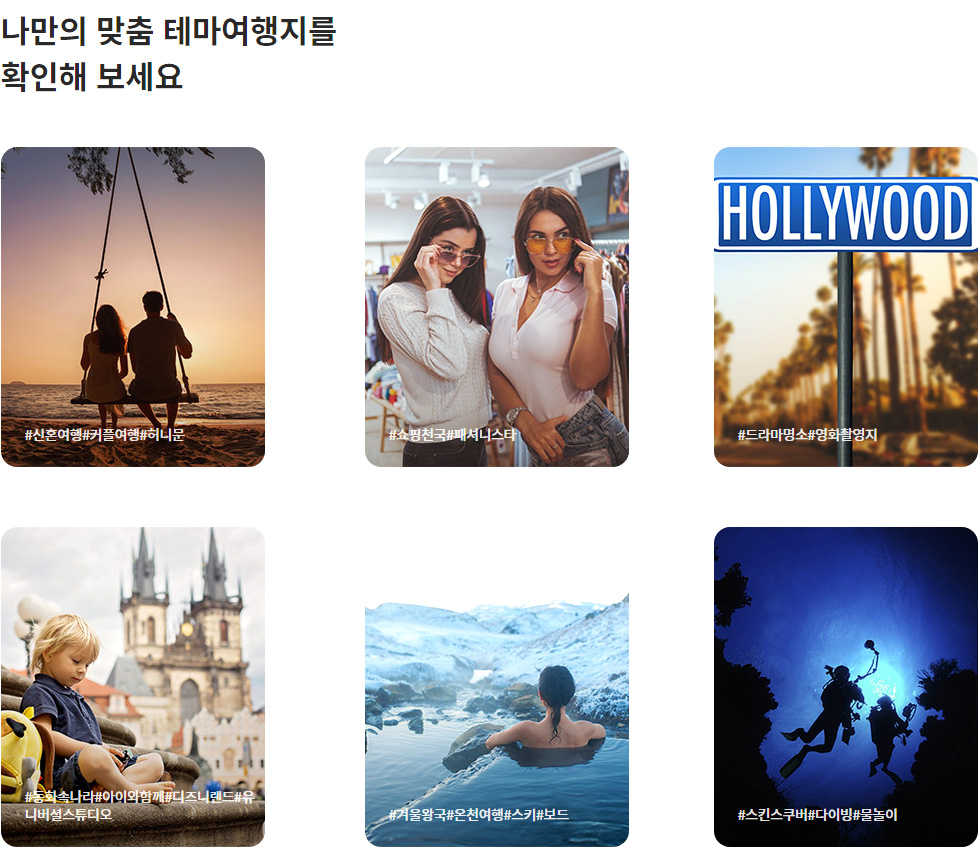 나만의 맞춤 테마여행지를
확인해 보세요
HOLLYWOOD
#신혼여행#커플여행#허니문
#쇼핑천국#패셔니스타
#드라마명소#영화촬영지
#동화속나라#아이와함께#디즈니랜드#유
니버설스튜디오
#겨울왕국#온천여행#스키#보드
#스킨스쿠버#다이빙#물놀이